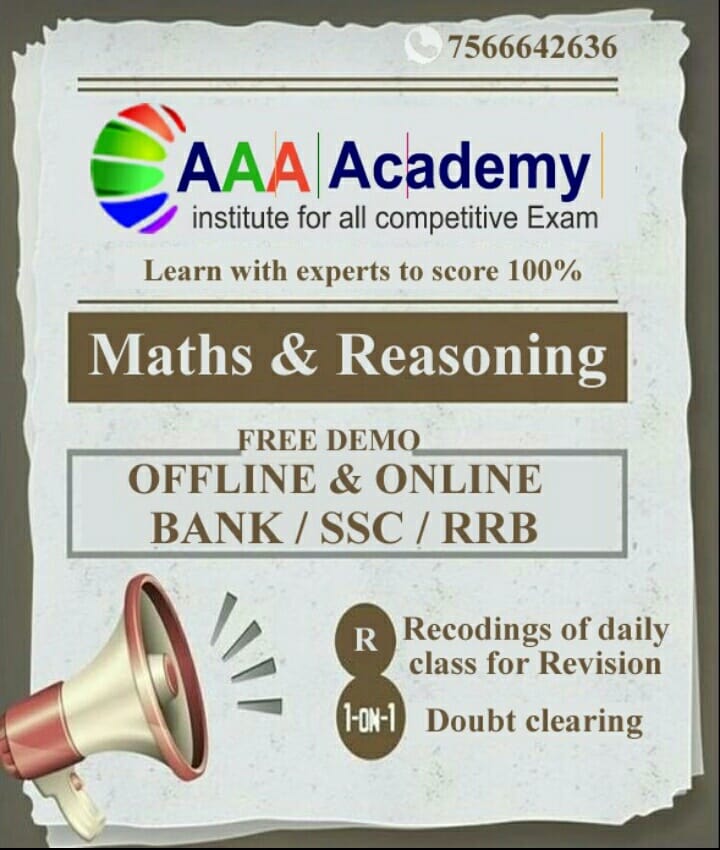 7566642636
AAA Academy
institute for all competitive Exam
Learn with experts to score 100%
Maths & Reasoning
FREE DEMO
OFFLINE & ONLINE
BANK / SSC / RRB
R Recodings of daily
class for Revision
1-ON-1 Doubt clearing